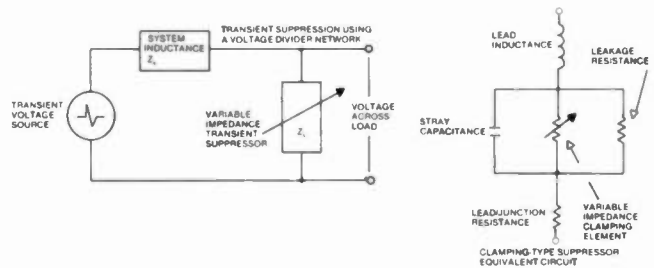 SYSTEM
INDUCTANCE
Zₛ
TRANSIENT SUPPRESSION USING
A VOLTAGE DIVIDER NETWORK
TRANSIENT
VOLTAGE
SOURCE
VARIABLE
IMPEDANCE
TRANSIENT
SUPPRESSOR
VOLTAGE
ACROSS
LOAD
LEAD
INDUCTANCE
LEAKAGE
RESISTANCE
STRAY
CAPACITANCE
LEAD/JUNCTION
RESISTANCE
VARIABLE
IMPEDANCE
CLAMPING
ELEMENT
CLAMPING-TYPE SUPPRESSOR
EQUIVALENT CIRCUIT